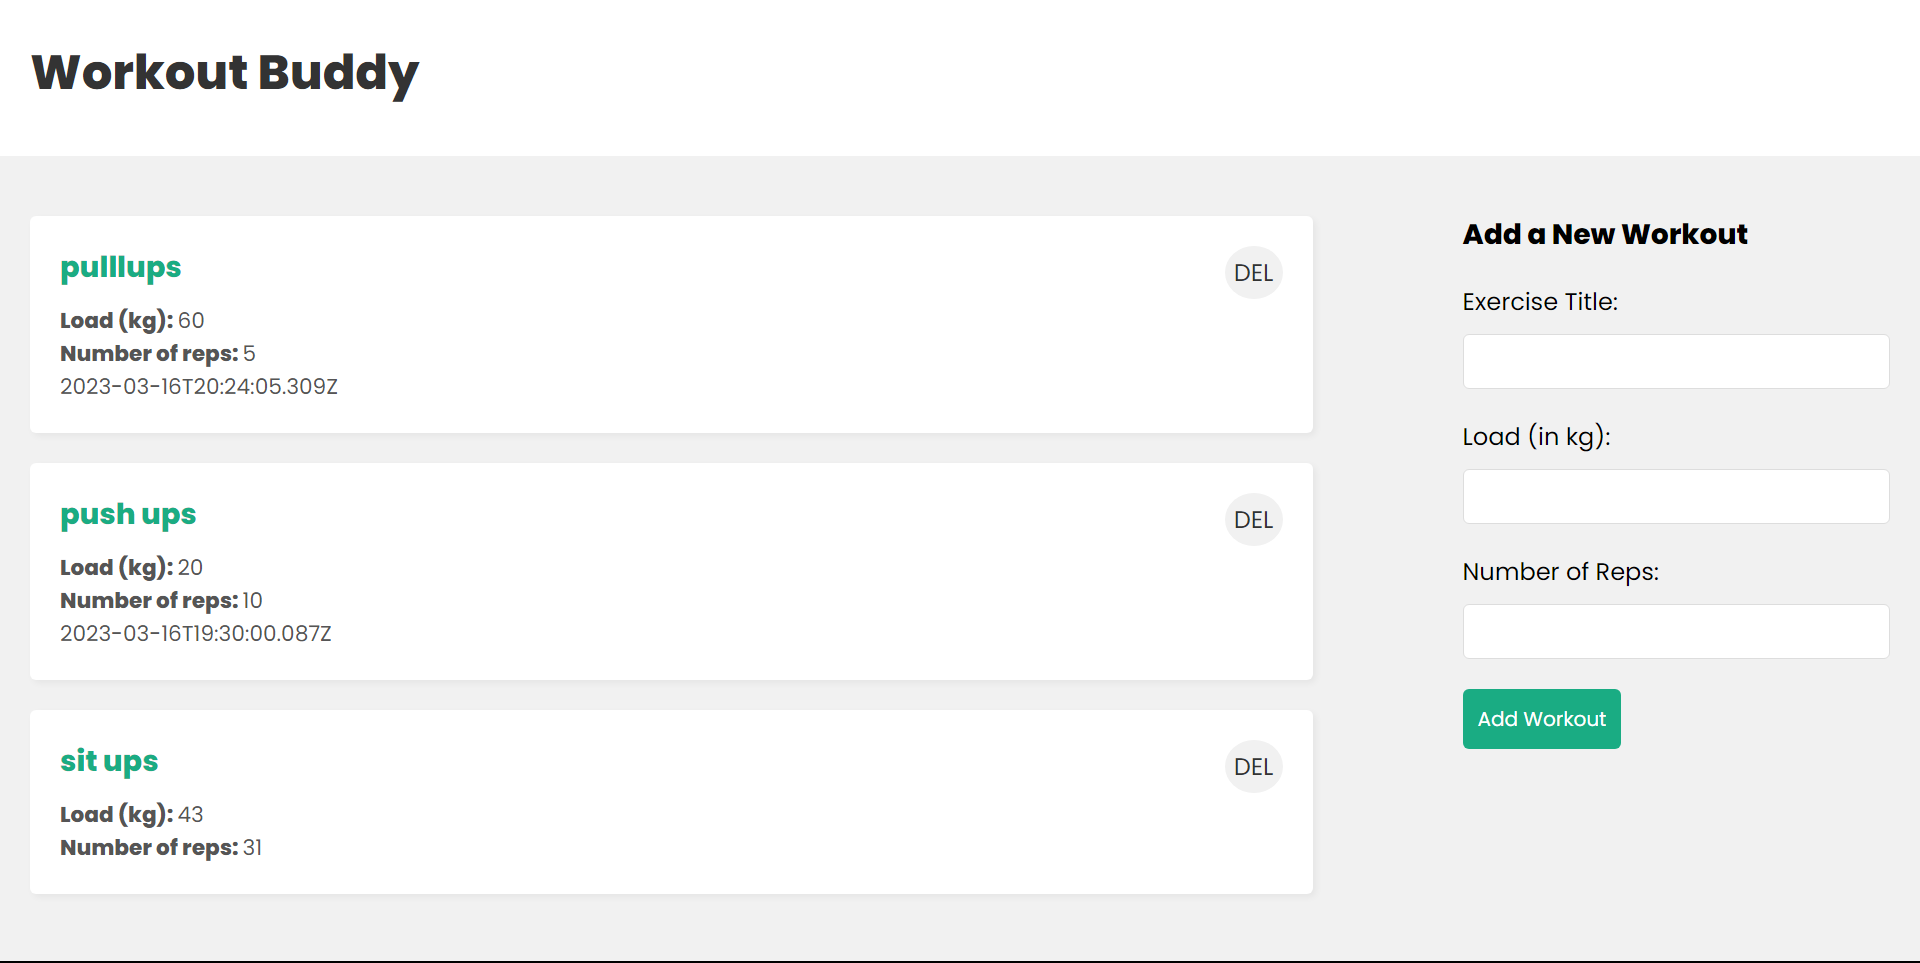 Workout Buddy
pulllups
DEL
Load (kg): 60
Number of reps: 5
2023-03-16T20:24:05.309Z
push ups
DEL
Load (kg): 20
Number of reps: 10
2023-03-16T19:30:00.087Z
sit ups
DEL
Load (kg): 43
Number of reps: 31
Add a New Workout
Exercise Title:
Load (in kg):
Number of Reps:
Add Workout